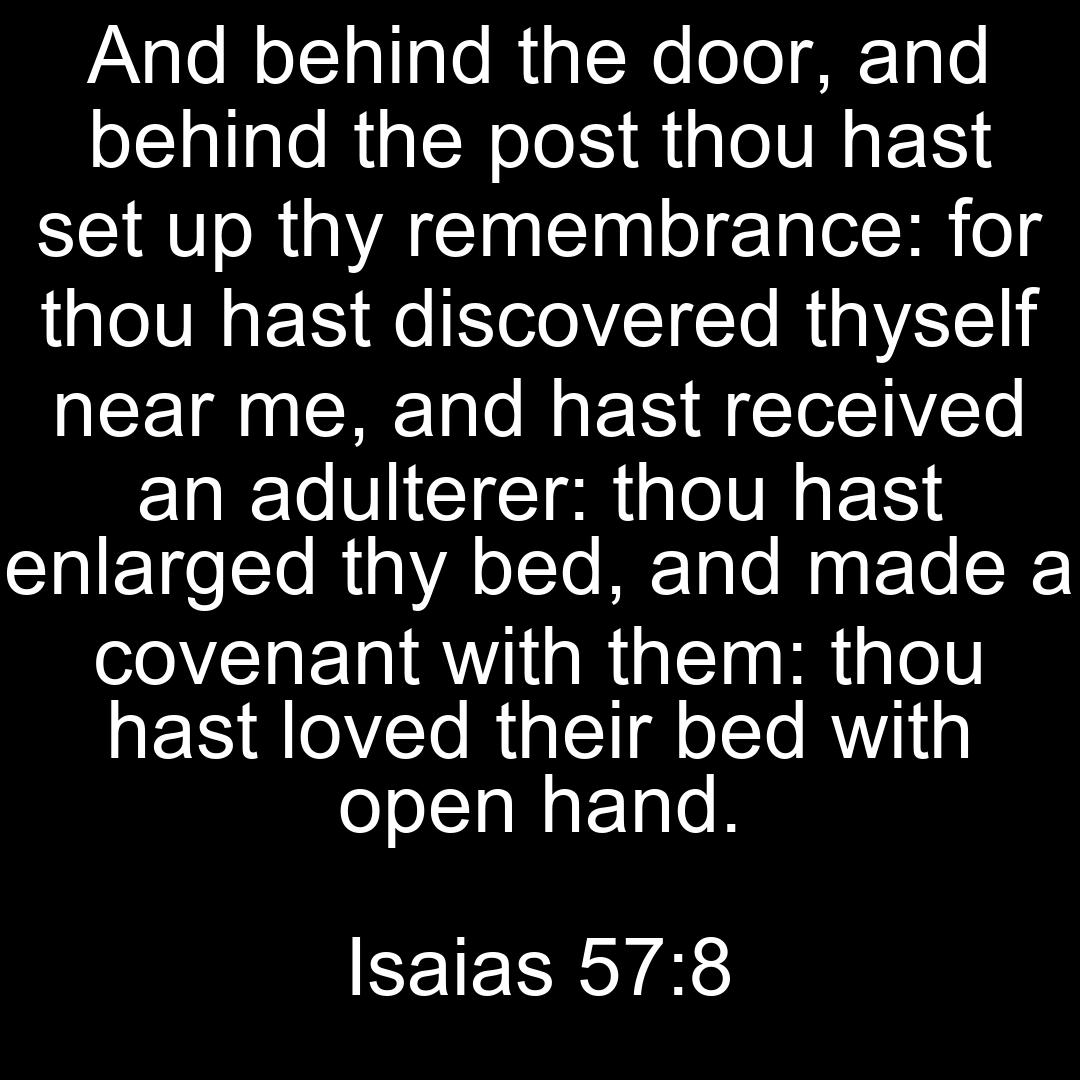 And behind the door, and
behind the post thou hast
set up thy remembrance: for
thou hast discovered thyself
near me, and hast received
an adulterer: thou hast
enlarged thy bed, and made a
covenant with them: thou
hast loved their bed with
open hand.
Isaias 57:8